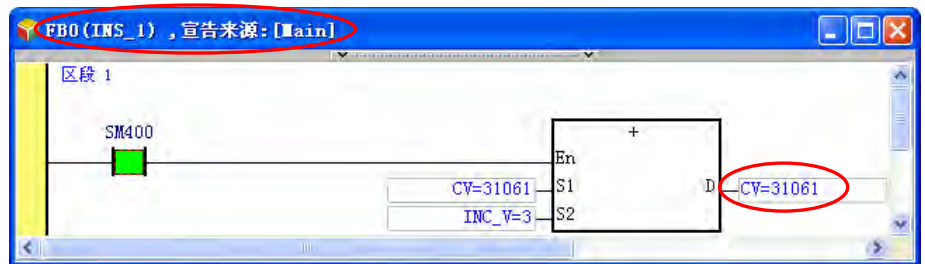 FB0(INS_1) ,宣告来源:[Main]
区段 1
SM400
+
En
CV=31061 S1 D CV=31061
INC_V=3 S2